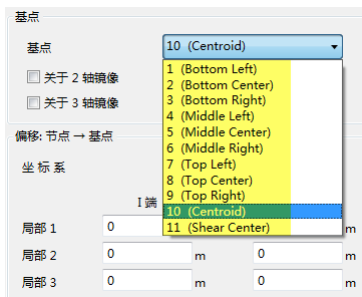 基点
基点 10 (Centroid)
关于 2 轴镜像
关于 3 轴镜像
1 (Bottom Left)
2 (Bottom Center)
3 (Bottom Right)
4 (Middle Left)
5 (Middle Center)
6 (Middle Right)
7 (Top Left)
8 (Top Center)
9 (Top Right)
10 (Centroid)
11 (Shear Center)
偏移: 节点 → 基点
坐 标 系
I 端
局部 1 0 m 0 m
局部 2 0 m 0 m
局部 3 0 m 0 m